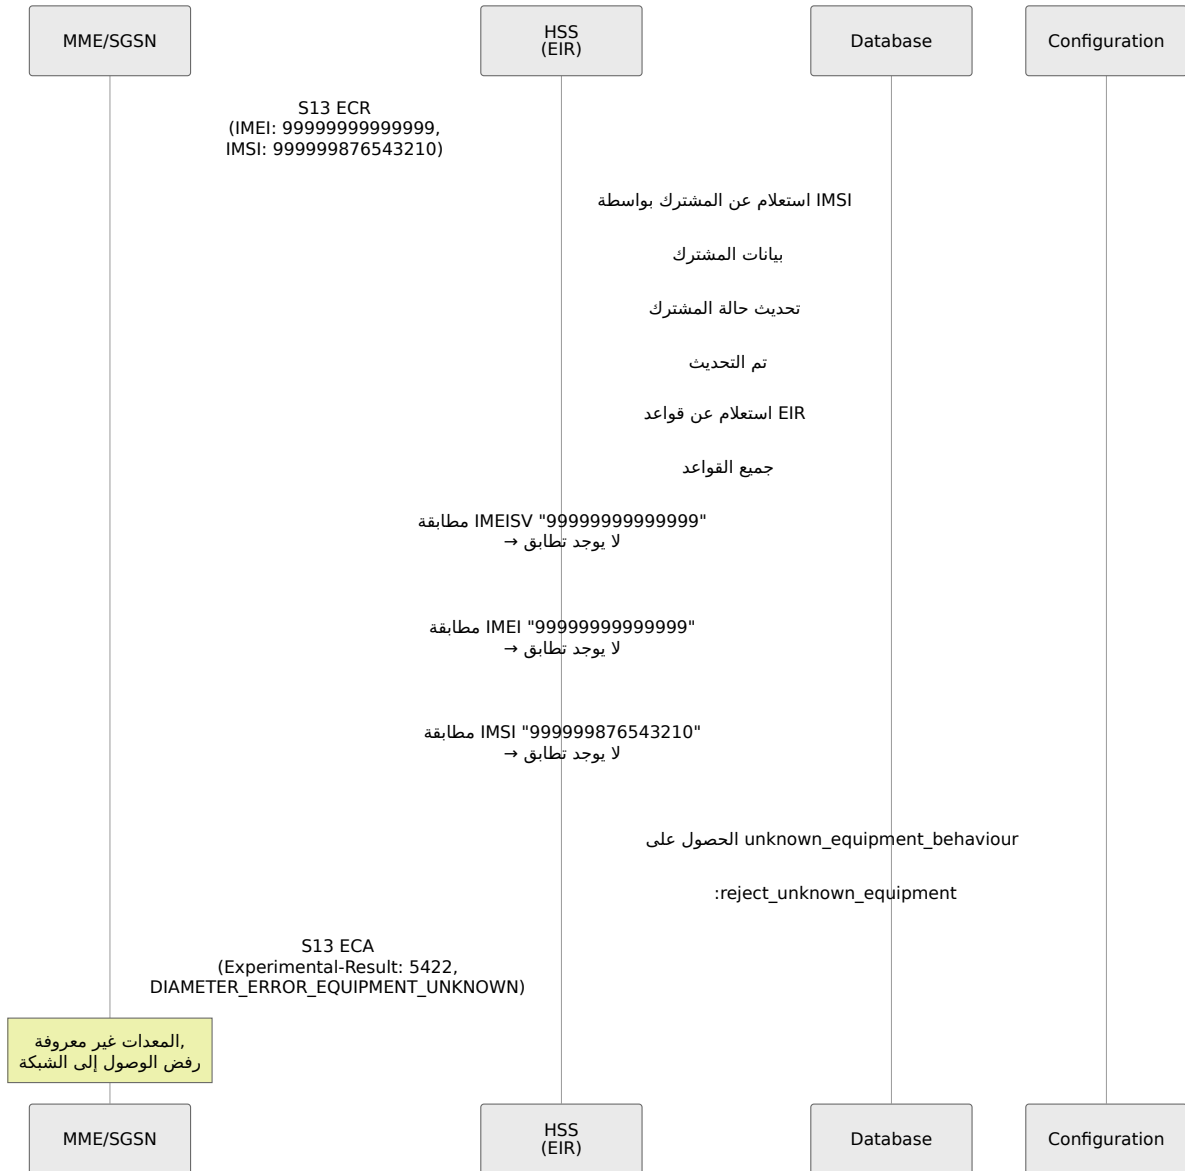 MME/SGSN
HSS
(EIR)
Database
Configuration
S13 ECR
(IMEI: 99999999999999,
IMSI: 999999876543210)
استعلام عن المشترك بواسطة IMSI
بيانات المشترك
تحديث حالة المشترك
تم التحديث
استعلام عن قواعد EIR
جميع القواعد
مطابقة IMEISV "99999999999999"
→ لا يوجد تطابق
مطابقة IMEI "99999999999999"
→ لا يوجد تطابق
مطابقة IMSI "999999876543210"
→ لا يوجد تطابق
الحصول على unknown_equipment_behaviour
:reject_unknown_equipment
S13 ECA
(Experimental-Result: 5422,
DIAMETER_ERROR_EQUIPMENT_UNKNOWN)
المعدات غير معروفة,
رفض الوصول إلى الشبكة
MME/SGSN
HSS
(EIR)
Database
Configuration